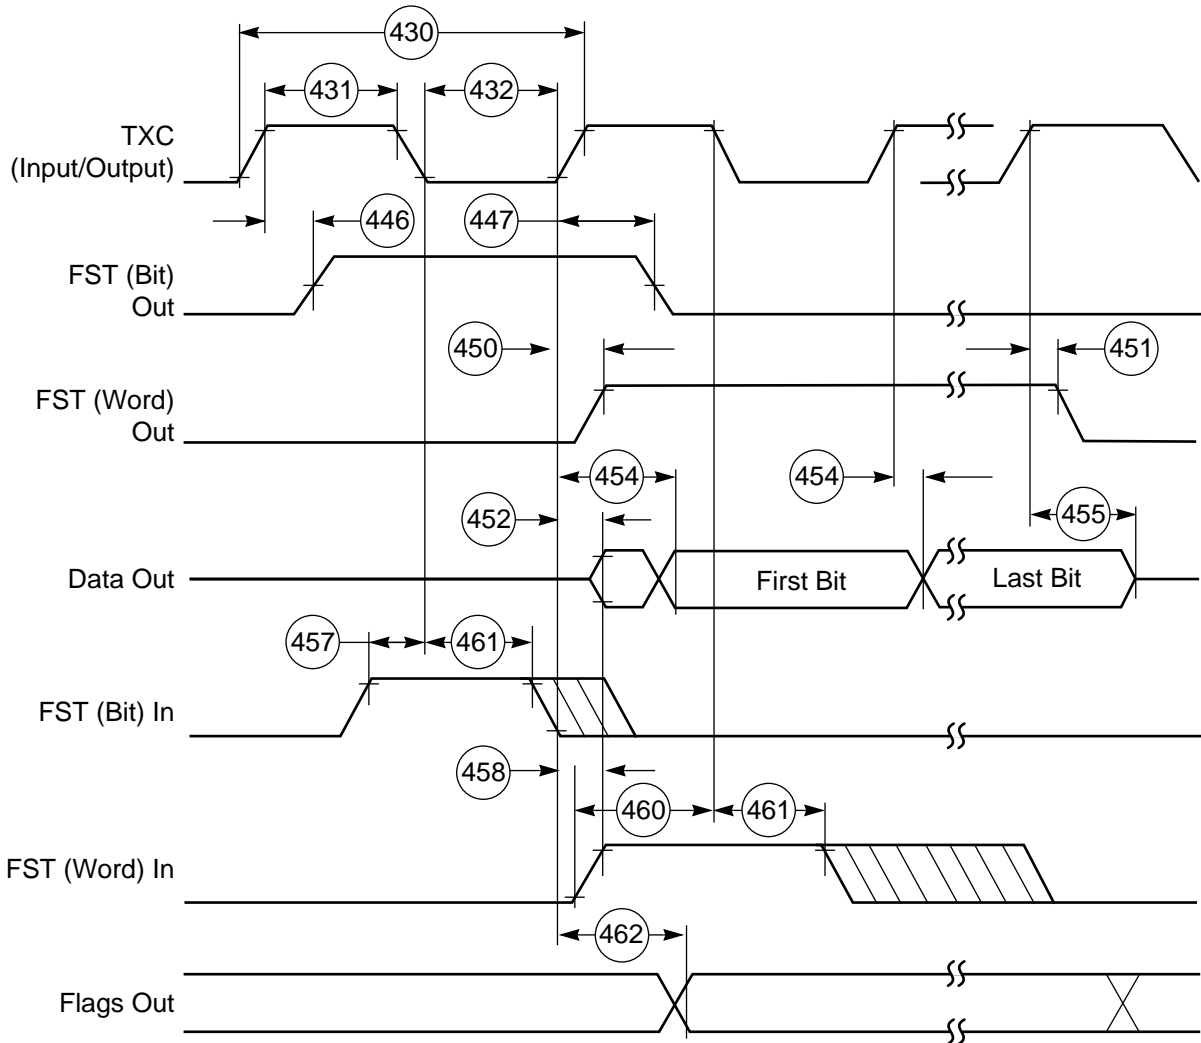 430
431
432
TXC
(Input/Output)
446
447
FST (Bit)
Out
450
451
FST (Word)
Out
454
454
452
455
Data Out
First Bit
Last Bit
457
461
FST (Bit) In
458
460
461
FST (Word) In
462
Flags Out